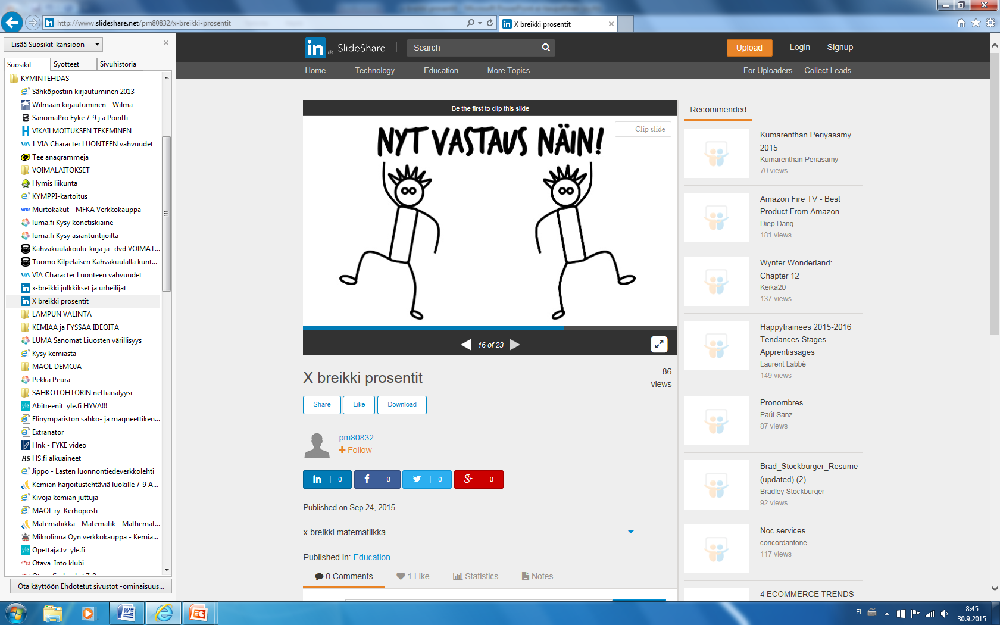 http://www.slideshare.net/pm80832/x-breikki-prosentit
X breikki prosentit
Lisää Suosikit-kansioon
Suosikit
Syötteet
Sivuhistoria
KYMINTEHDAS
Sähköpostiin kirjautuminen 2013
Wilmaan kirjautuminen - Wilma
SanomaPro Fyke 7-9 j a Pointti
VIKAILMOITUKSEN TEKEMINEN
1 VIA Character LUONTEEN vahvuudet
Tee anagrammeja
VOIMALAITOKSET
Hymis liikunta
KYMPPI-kartoitus
Murtokakut - MFKA Verkkokauppa
luma.fi Kysy konetiskiaine
luma.fi Kysy asiantuntijoilta
Kahvakuulakoulu-kirja ja -dvd VOIMAT...
Tuomo Kilpeläisen Kahvakuulalla kunt...
VIA Character Luonteen vahvuudet
x-breikki julkkikset ja urheilijat
X breikki prosentit
LAMPUN VALINTA
KEMIAA ja FYSSAA IDEOITA
LUMA Sanomat Liuosten värillisyys
Kysy kemiasta
MAOL DEMOJA
Pekka Peura
SÄHKÖTOHTORIN nettianalyysi
Abitreenit yle.fi HYVÄ!!!
Elinympäristön sähkö- ja magneettiken...
Extranator
Hnk - FYKE video
HS.fi alkuaineet
Jippo - Lasten luonnontiedeverkkolehti
Kemian harjoitustehtäviä luokille 7-9 A...
Kivoja kemian juttuja
MAOL ry Kerhoposti
Matematiikka - Matematik - Mathemat...
Mikrolinna Oyn verkkokauppa - Kemia...
Opettaja.tv yle.fi
Otava Into klubi
Ota käyttöön Ehdotetut sivustot -ominaisuus...
in ® SlideShare
Search
Upload
Login
Signup
Home
Technology
Education
More Topics
For Uploaders
Collect Leads
Be the first to clip this slide
Clip slide
NYT VASTAUS NÄIN!
16 of 23
X breikki prosentit
86
views
Share
Like
Download
pm80832
Follow
in 0
f 0
0
g+ 0
Published on Sep 24, 2015
x-breikki matematiikka
...
Published in: Education
0 Comments
1 Like
Statistics
Notes
Recommended
Kumarenthan Periyasamy
2015
Kumarenthan Periasamy
70 views
Amazon Fire TV - Best
Product From Amazon
Diep Dang
181 views
Wynter Wonderland:
Chapter 12
Keika20
137 views
Happytrainees 2015-2016
Tendances Stages -
Apprentissages
Laurent Labbé
149 views
Pronombres
Paúl Sanz
87 views
Brad_Stockburger_Resume
(updated) (2)
Bradley Stockburger
92 views
Noc services
concordantone
117 views
4 ECOMMERCE TRENDS
FI
8:45
30.9.2015